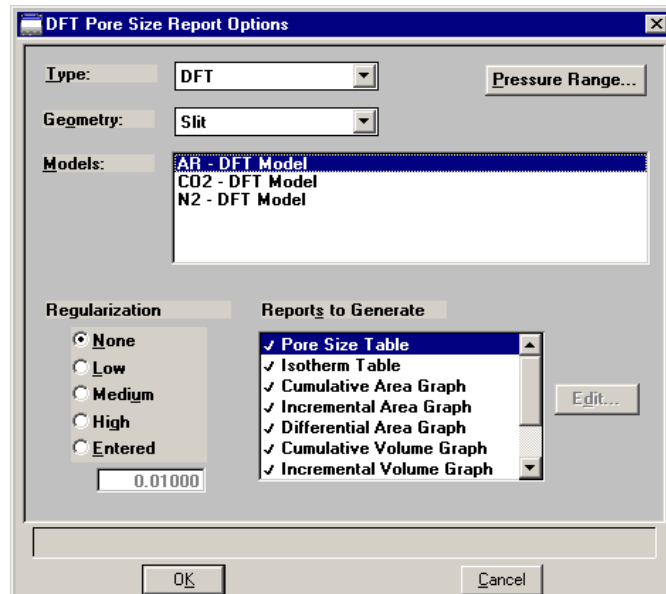 DFT Pore Size Report Options
Type:
DFT
Pressure Range...
Geometry:
Slit
Models:
AR - DFT Model
CO2 - DFT Model
N2 - DFT Model
Regularization
None
Low
Medium
High
Entered
0.01000
Reports to Generate
✓ Pore Size Table
✓ Isotherm Table
✓ Cumulative Area Graph
✓ Incremental Area Graph
✓ Differential Area Graph
✓ Cumulative Volume Graph
✓ Incremental Volume Graph
Edit...
OK
Cancel